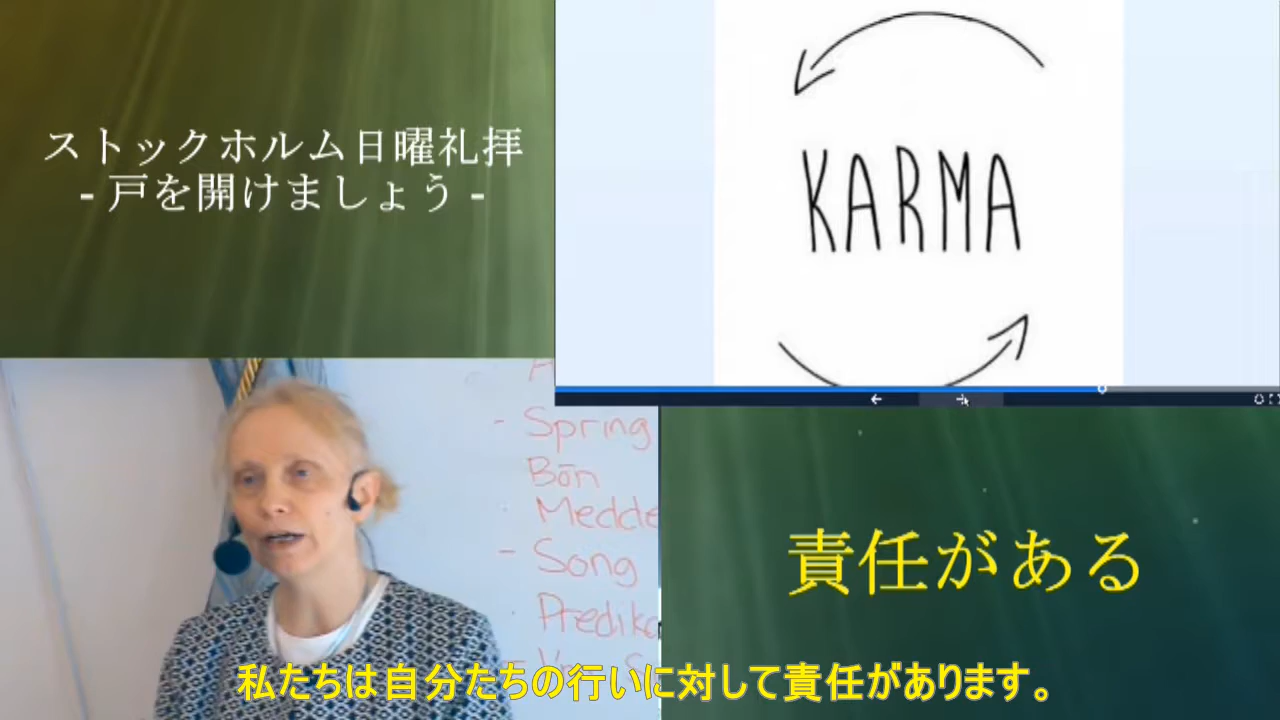 ストックホルム日曜礼拝
- 戸を開けましょう -
KARMA
- Spring
Bön
- Song
責任がある
私たちは自分たちの行いに対して責任があります。